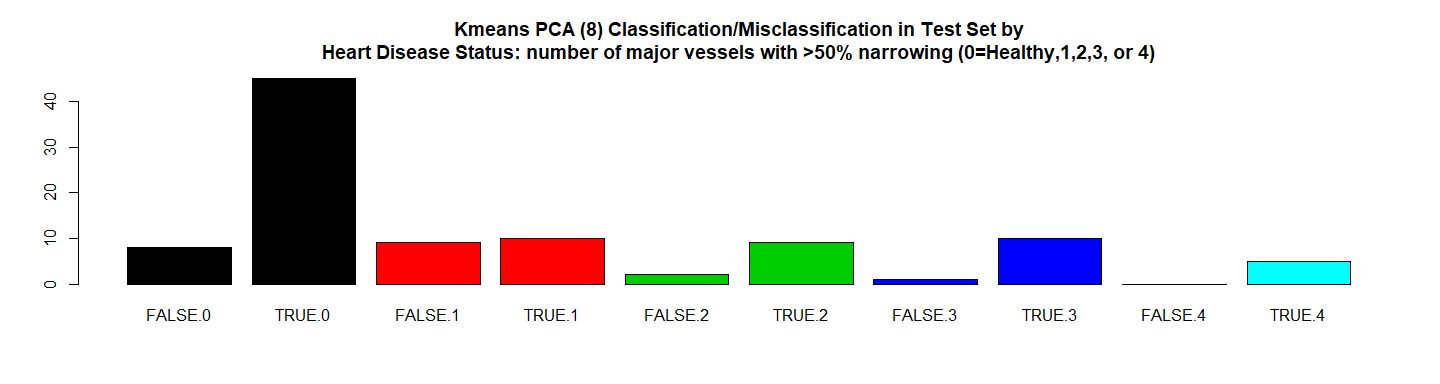 Kmeans PCA (8) Classification/Misclassification in Test Set by
Heart Disease Status: number of major vessels with >50% narrowing (0=Healthy,1,2,3, or 4)
40
30
20
10
0
FALSE.0 TRUE.0 FALSE.1 TRUE.1 FALSE.2 TRUE.2 FALSE.3 TRUE.3 FALSE.4 TRUE.4